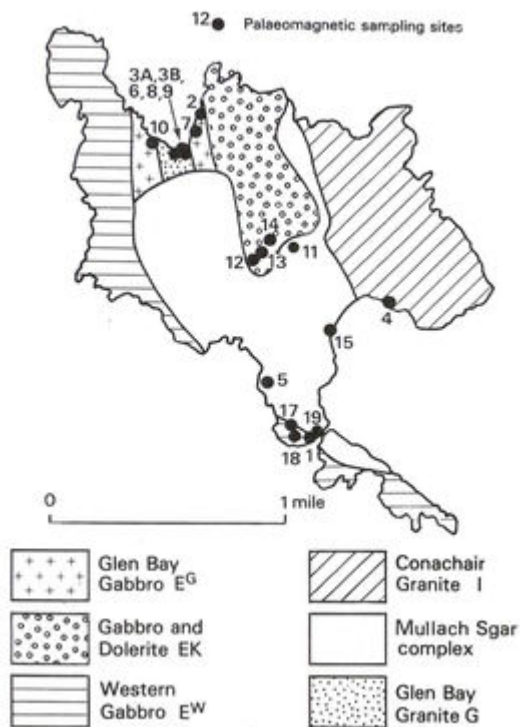 12 Palaeomagnetic sampling sites
3A,3B,
6,8,9
2
7
10
14
12
13
11
4
15
5
17
19
18
1
0
1 mile
Glen Bay
Gabbro Eᴳ
Conachair
Granite I
Gabbro and
Dolerite EK
Mullach Sgar
complex
Western
Gabbro Eᵂ
Glen Bay
Granite G